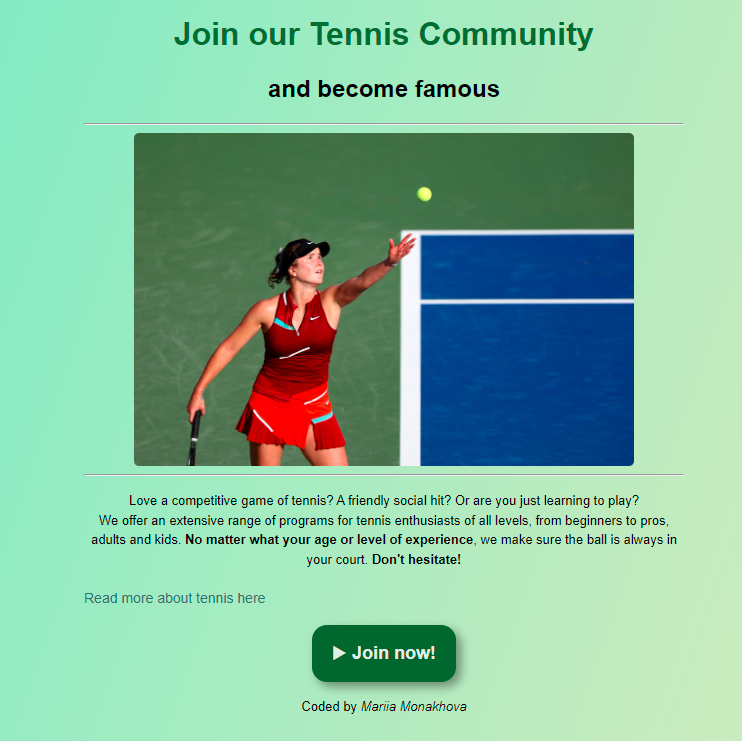 Join our Tennis Community
and become famous
Love a competitive game of tennis? A friendly social hit? Or are you just learning to play?
We offer an extensive range of programs for tennis enthusiasts of all levels, from beginners to pros,
adults and kids. No matter what your age or level of experience, we make sure the ball is always in
your court. Don't hesitate!
Read more about tennis here
▶ Join now!
Coded by Mariia Monakhova